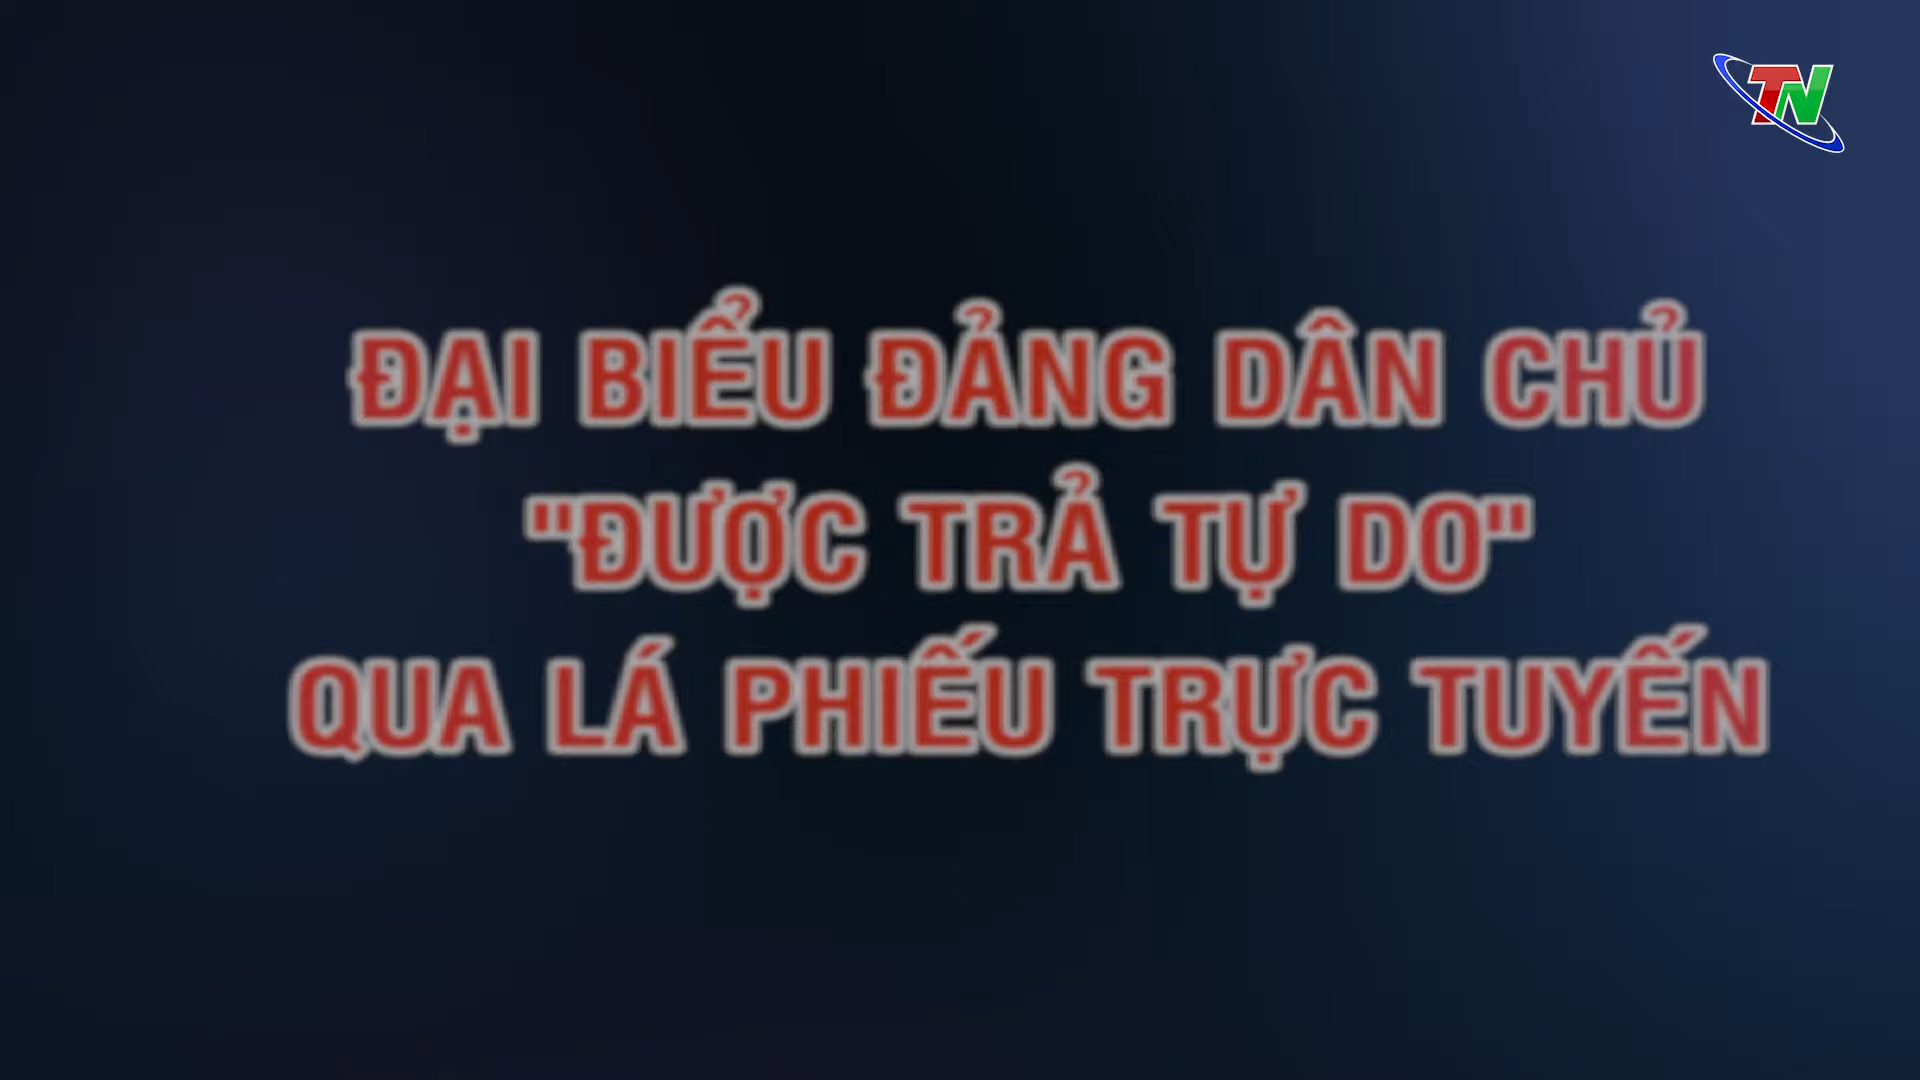 TN
ĐẠI BIỂU ĐẢNG DÂN CHỦ
"ĐƯỢC TRẢ TỰ DO"
QUA LÁ PHIẾU TRỰC TUYẾN